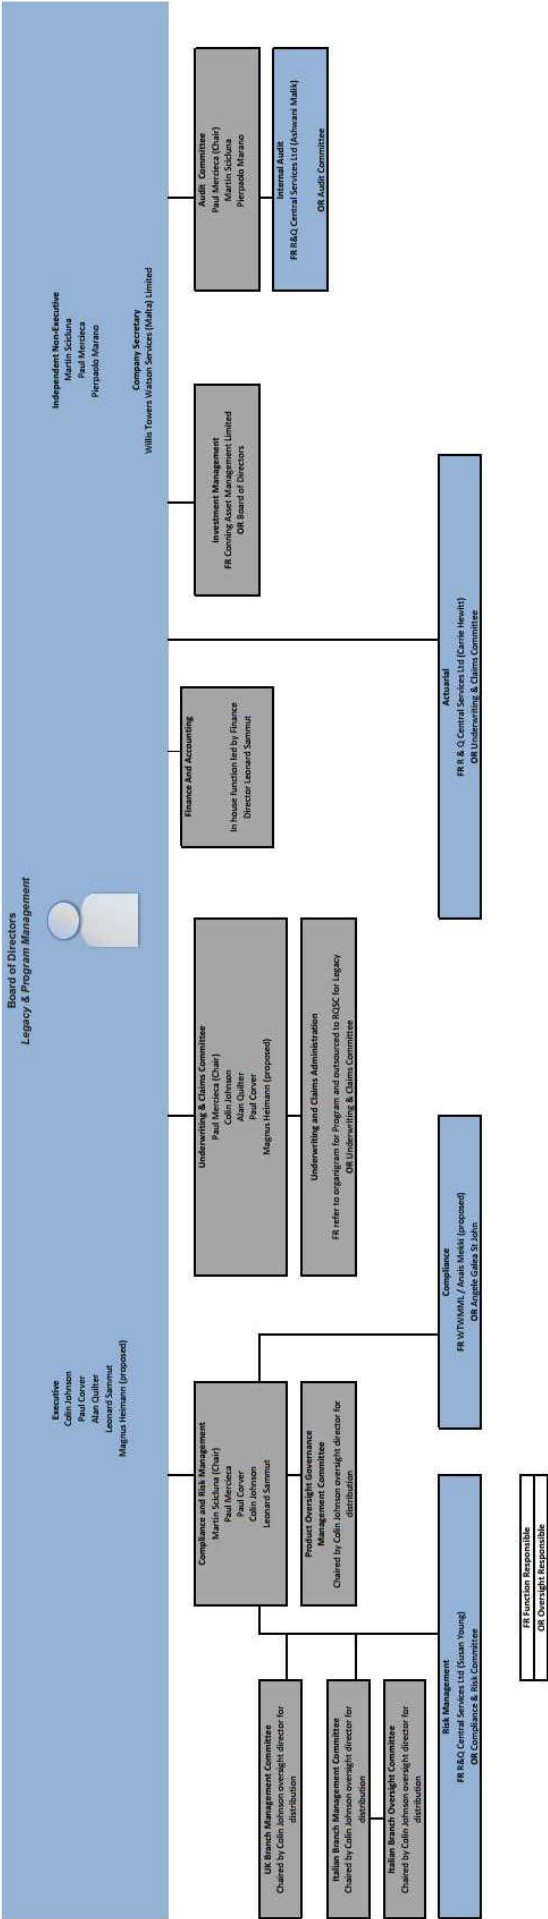 Board of Directors
Legacy & Program Management
Executive
Colin Johnson
Paul Corver
Alan Quilter
Leonard Sammut
Magnus Heimann (proposed)
Independent Non-Executive
Martin Scicluna
Paul Mercieca
Pierpaolo Marano
Company Secretary
Willis Towers Watson Services (Malta) Limited
Compliance and Risk Management
Martin Scicluna (Chair)
Paul Mercieca
Paul Corver
Colin Johnson
Leonard Sammut
Underwriting & Claims Committee
Paul Mercieca (Chair)
Colin Johnson
Alan Quilter
Paul Corver
Magnus Heimann (proposed)
Finance And Accounting
In house function led by Finance
Director Leonard Sammut
Investment Management
FR Conning Asset Management Limited
OR Board of Directors
Audit Committee
Paul Mercieca (Chair)
Martin Scicluna
Pierpaolo Marano
UK Branch Management Committee
Chaired by Colin Johnson oversight director for
distribution
Product Oversight Governance
Management Committee
Chaired by Colin Johnson oversight director for
distribution
Underwriting and Claims Administration
FR refer to organigram for Program and outsourced to RQSC for Legacy
OR Underwriting & Claims Committee
Internal Audit
FR R&Q Central Services Ltd (Ashwani Malik)
OR Audit Committee
Italian Branch Management Committee
Chaired by Colin Johnson oversight director for
distribution
Italian Branch Oversight Committee
Chaired by Colin Johnson oversight director for
distribution
Risk Management
FR R&Q Central Services Ltd (Susan Young)
OR Compliance & Risk Committee
Compliance
FR WTWMML / Anais Mekki (proposed)
OR Angele Galea St John
Actuarial
FR R & Q Central Services Ltd (Carrie Hewitt)
OR Underwriting & Claims Committee
FR Function Responsible
OR Oversight Responsible